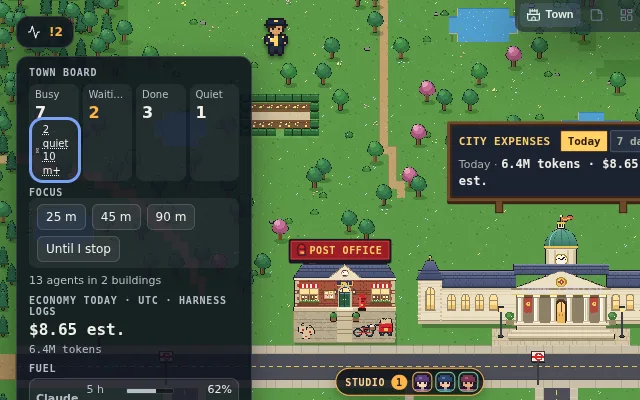 !2
Town
TOWN BOARD
Busy
7
Waiti...
2
Done
3
Quiet
1
2
quiet
10
m+
FOCUS
25 m
45 m
90 m
Until I stop
13 agents in 2 buildings
ECONOMY TODAY · UTC · HARNESS
LOGS
$8.65 est.
6.4M tokens
FUEL
Claude
5 h
62%
CITY EXPENSES
Today
7 da
Today · 6.4M tokens · $8.65
est.
POST OFFICE
STUDIO
1